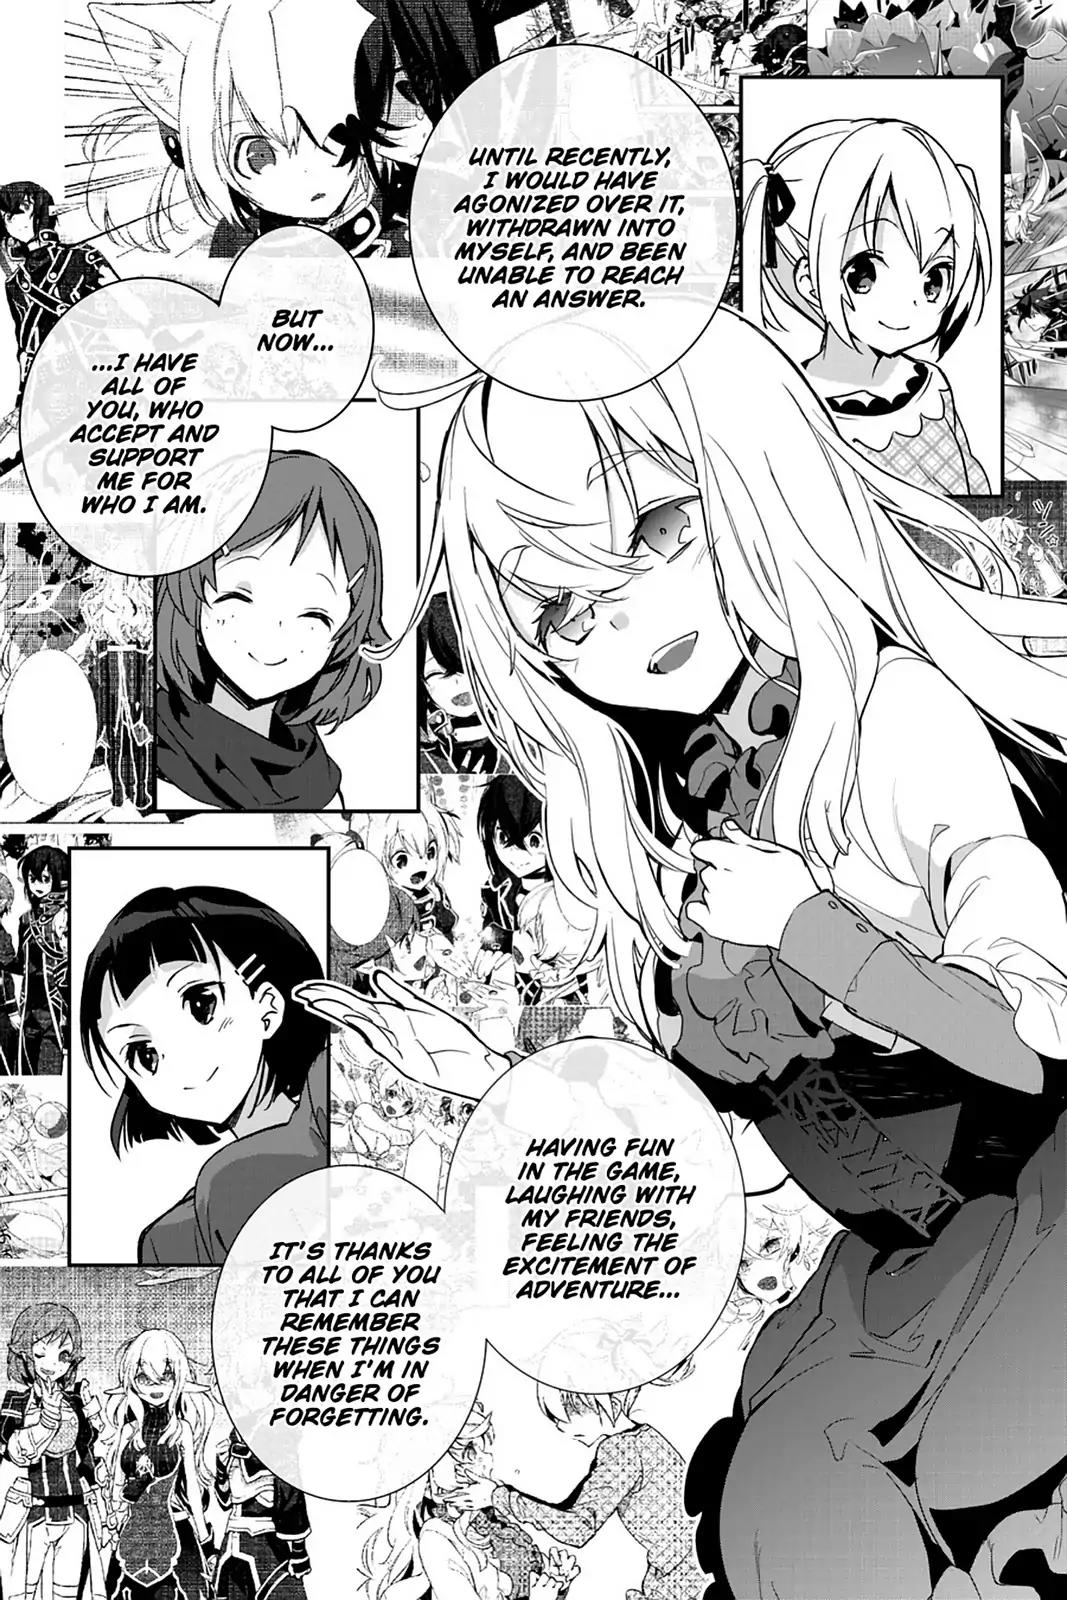 UNTIL RECENTLY,
I WOULD HAVE
AGONIZED OVER IT,
WITHDRAWN INTO
MYSELF, AND BEEN
UNABLE TO REACH
AN ANSWER.
BUT
NOW...
...I HAVE
ALL OF
YOU, WHO
ACCEPT AND
SUPPORT
ME FOR
WHO I AM.
HAVING FUN
IN THE GAME,
LAUGHING WITH
MY FRIENDS,
FEELING THE
EXCITEMENT OF
ADVENTURE...
IT'S THANKS
TO ALL OF YOU
THAT I CAN
REMEMBER
THESE THINGS
WHEN I'M IN
DANGER OF
FORGETTING.